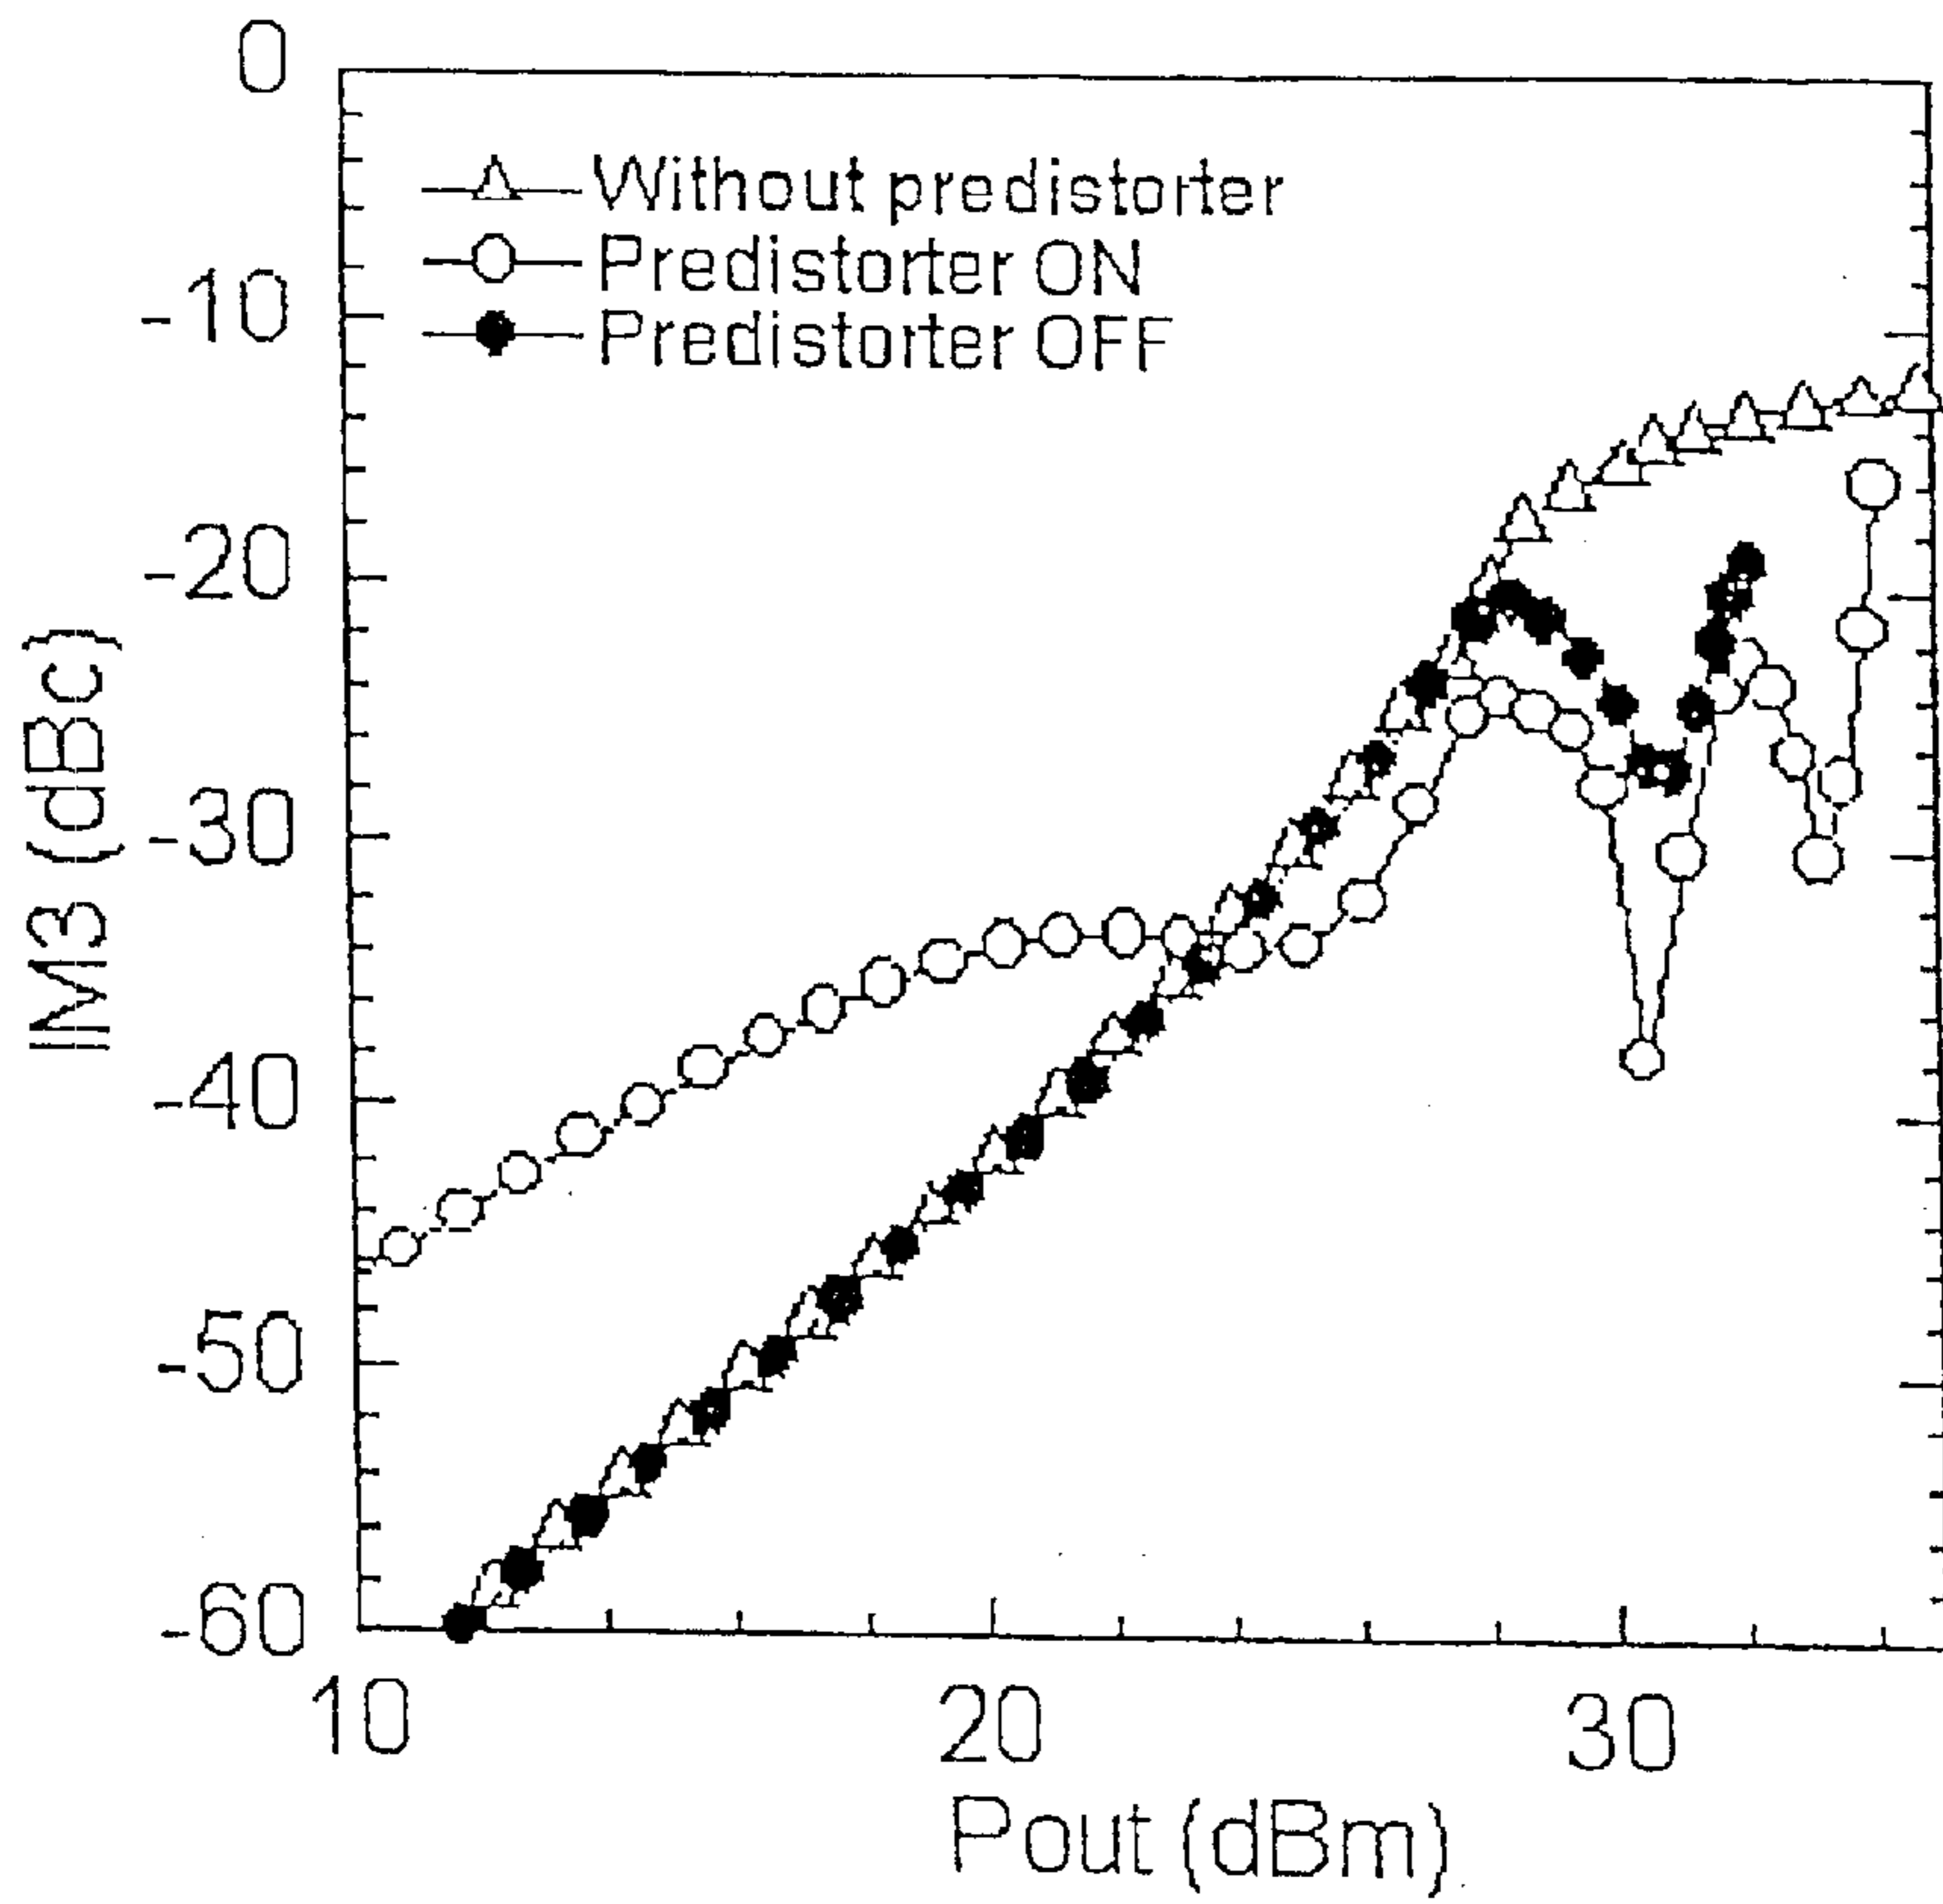 0
Without predistorter
Predistorter ON
Predistorter OFF
-10
-20
-30
-40
-50
-60
IM3 (dBc)
10 20 30
Pout (dBm)